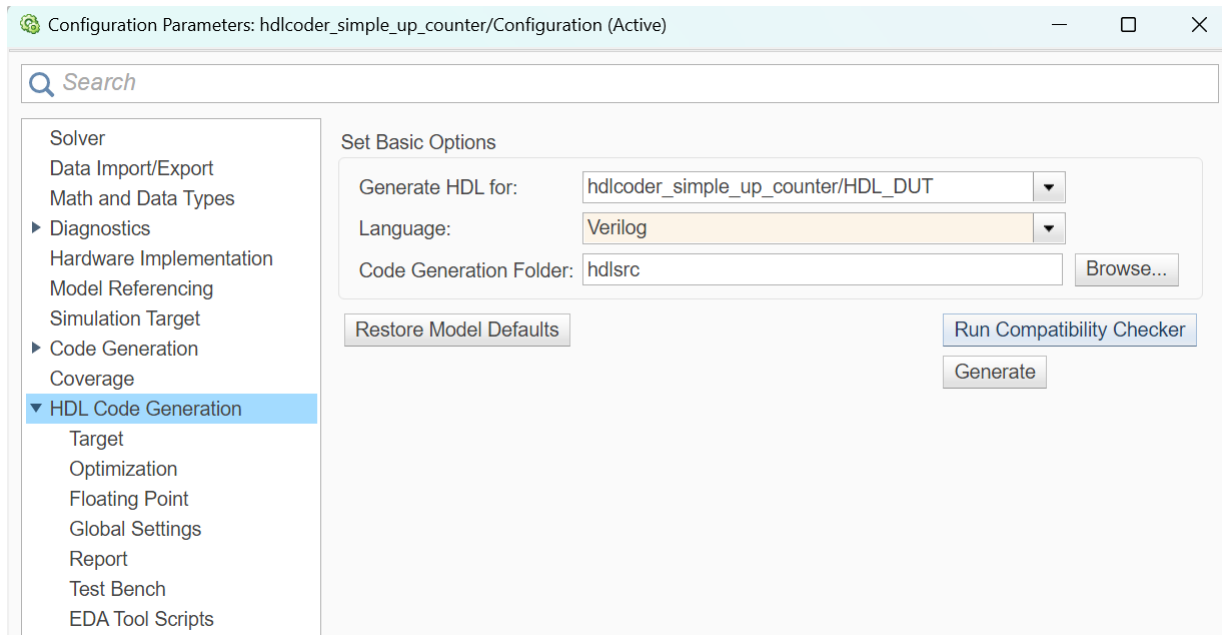 Configuration Parameters: hdlcoder_simple_up_counter/Configuration (Active)
Search
Solver
Data Import/Export
Math and Data Types
Diagnostics
Hardware Implementation
Model Referencing
Simulation Target
Code Generation
Coverage
HDL Code Generation
Target
Optimization
Floating Point
Global Settings
Report
Test Bench
EDA Tool Scripts
Set Basic Options
Generate HDL for: hdlcoder_simple_up_counter/HDL_DUT
Language: Verilog
Code Generation Folder: hdlsrc Browse...
Restore Model Defaults Run Compatibility Checker
Generate